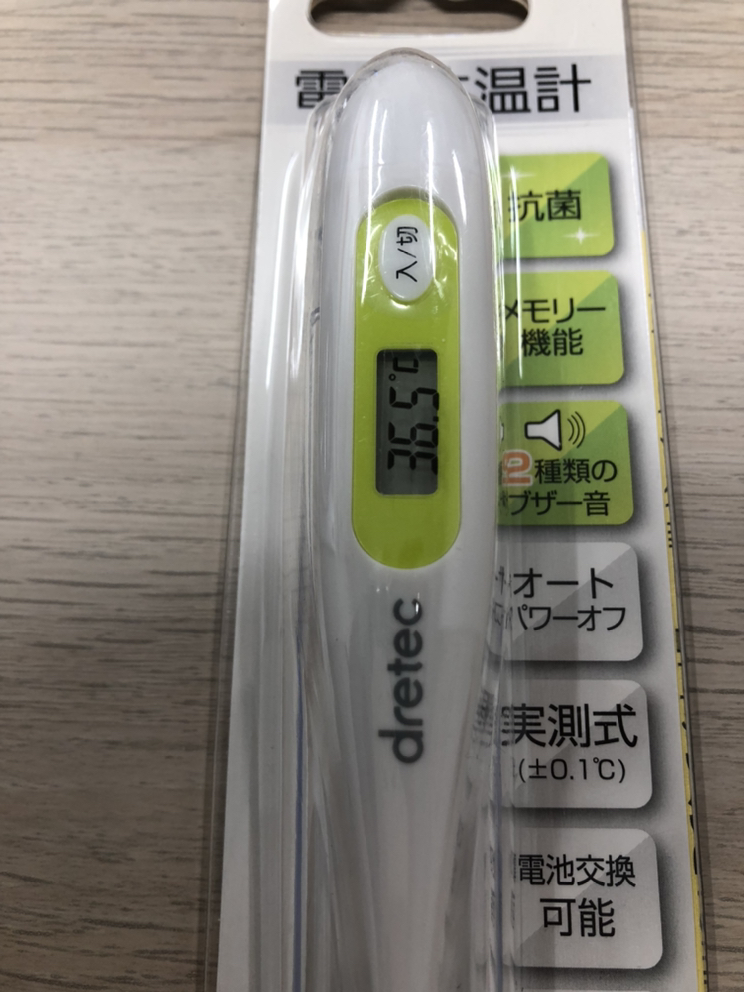 電 温計
入/切
36.5℃
dretec
抗菌
メモリー
機能
2種類の
ブザー音
オート
パワーオフ
実測式
(±0.1℃)
電池交換
可能